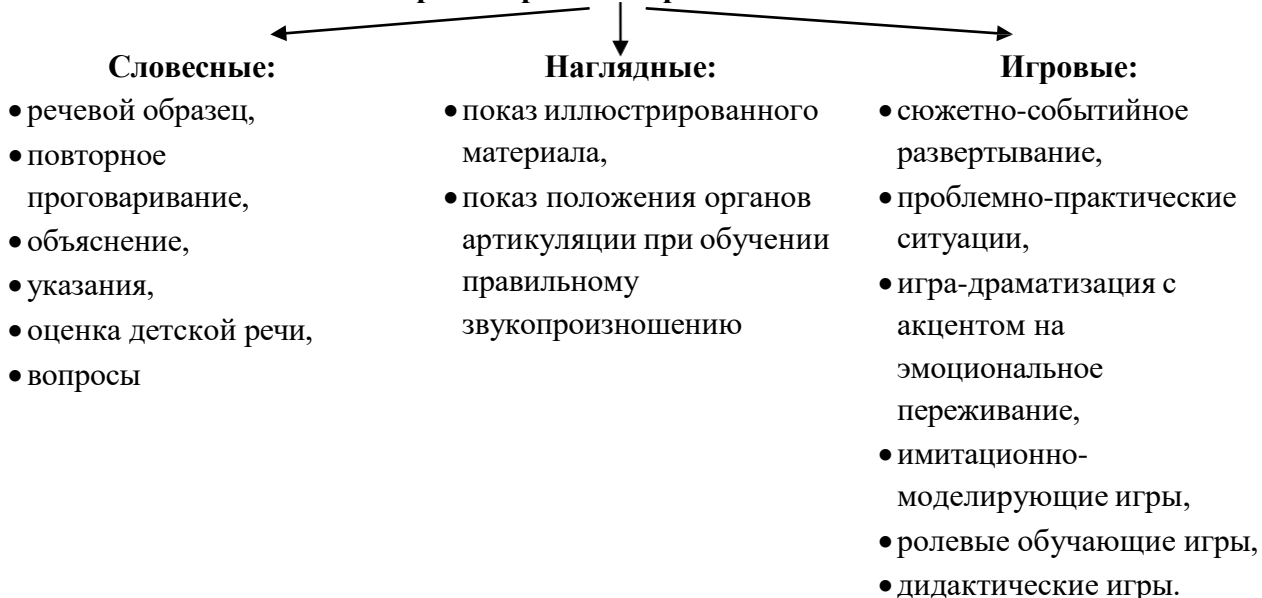 Словесные:
• речевой образец,
• повторное
проговаривание,
• объяснение,
• указания,
• оценка детской речи,
• вопросы
Наглядные:
• показ иллюстрированного
материала,
• показ положения органов
артикуляции при обучении
правильному
звукопроизношению
Игровые:
• сюжетно-событийное
развертывание,
• проблемно-практические
ситуации,
• игра-драматизация с
акцентом на
эмоциональное
переживание,
• имитационно-
моделирующие игры,
• ролевые обучающие игры,
• дидактические игры.